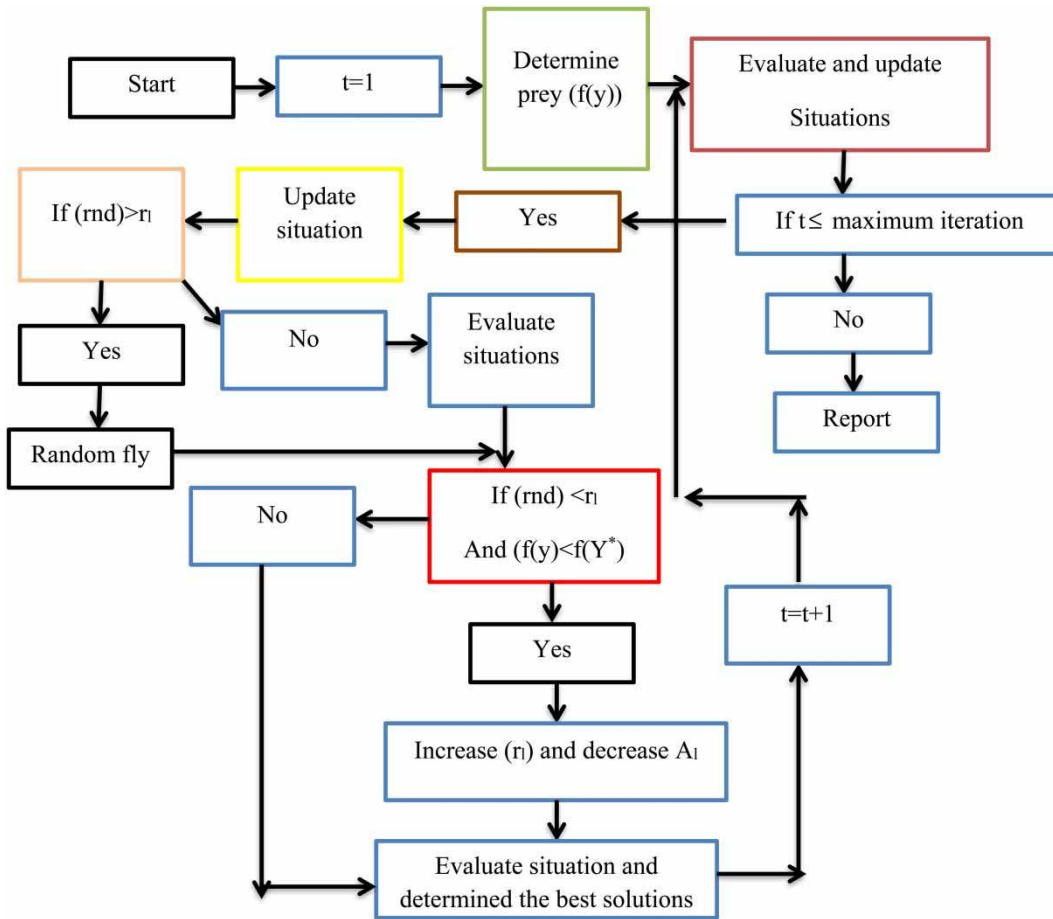 Start
t=1
Determine
prey (f(y))
Evaluate and update
Situations
If (rnd)>rₗ
Update
situation
Yes
If t≤ maximum iteration
No
Evaluate
situations
No
Yes
Report
Random fly
If (rnd) <rₗ
And (f(y)<f(Y*)
No
t=t+1
Yes
Increase (rₗ) and decrease Aₗ
Evaluate situation and
determined the best solutions